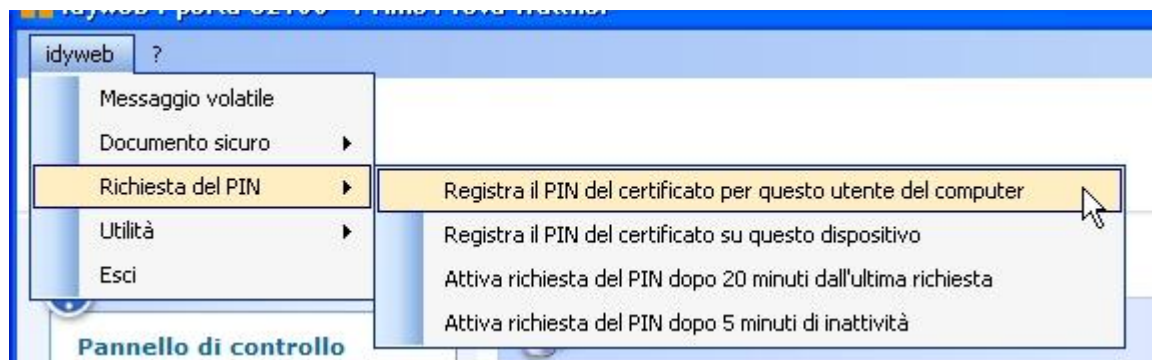 idyweb ?
Messaggio volatile
Documento sicuro
Richiesta del PIN
Utilità
Esci
Registra il PIN del certificato per questo utente del computer
Registra il PIN del certificato su questo dispositivo
Attiva richiesta del PIN dopo 20 minuti dall'ultima richiesta
Attiva richiesta del PIN dopo 5 minuti di inattività
Pannello di controllo